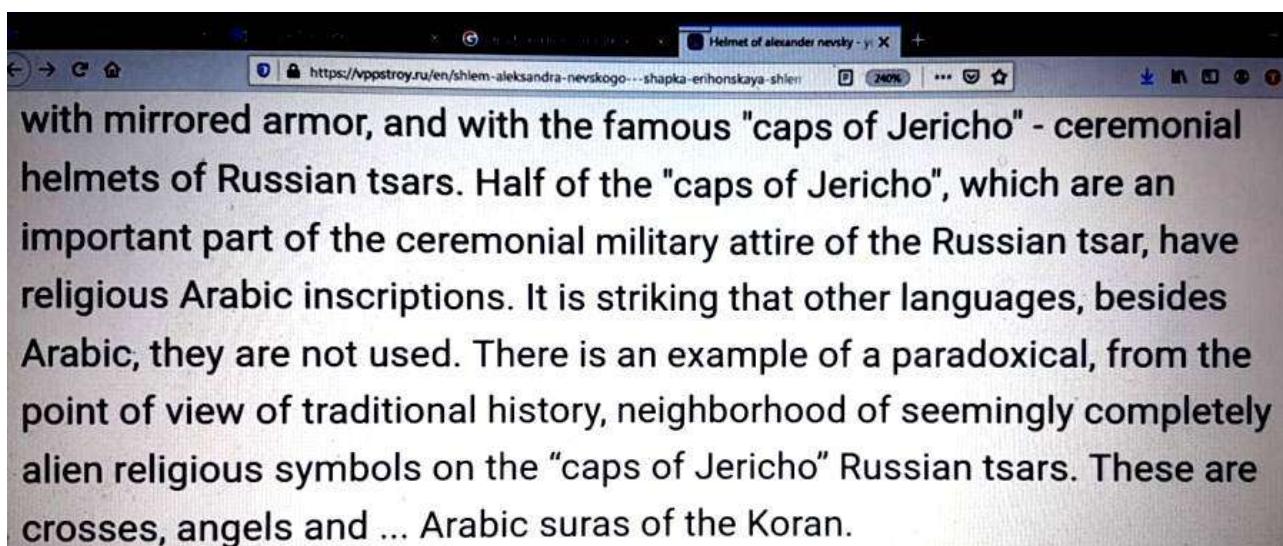 Helmet of alexander nevsky - y
https://vppstroy.ru/en/shlem-aleksandra-nevskogo---shapka-erihonskaya-shlem
240%
with mirrored armor, and with the famous "caps of Jericho" - ceremonial
helmets of Russian tsars. Half of the "caps of Jericho", which are an
important part of the ceremonial military attire of the Russian tsar, have
religious Arabic inscriptions. It is striking that other languages, besides
Arabic, they are not used. There is an example of a paradoxical, from the
point of view of traditional history, neighborhood of seemingly completely
alien religious symbols on the “caps of Jericho” Russian tsars. These are
crosses, angels and ... Arabic suras of the Koran.